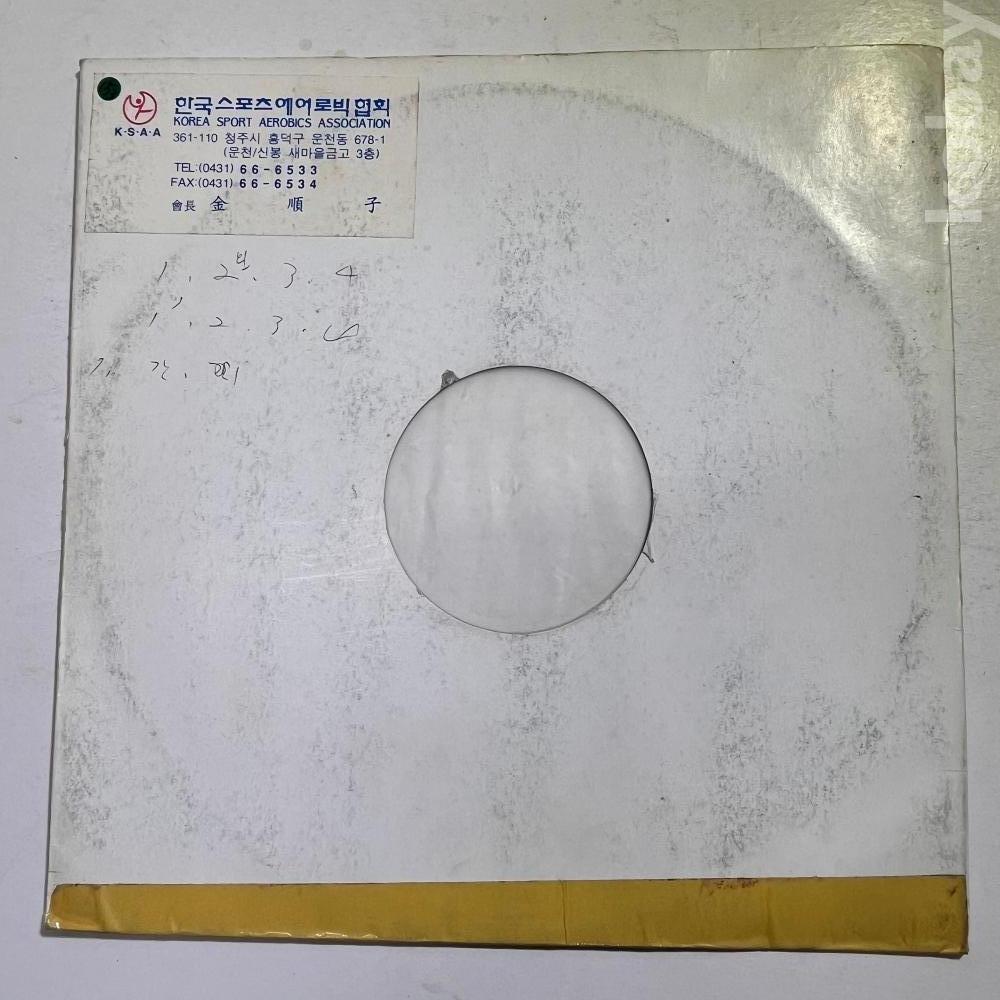 한국스포츠에어로빅협회
KOREA SPORT AEROBICS ASSOCIATION
K·S·A·A
361-110 청주시 흥덕구 운천동 678-1
(운천/신봉 새마을금고 3층)
TEL:(0431) 66-6533
FAX:(0431) 66-6534
會長 金 順 子
1. 2번. 3. 4
1. 2. 3.